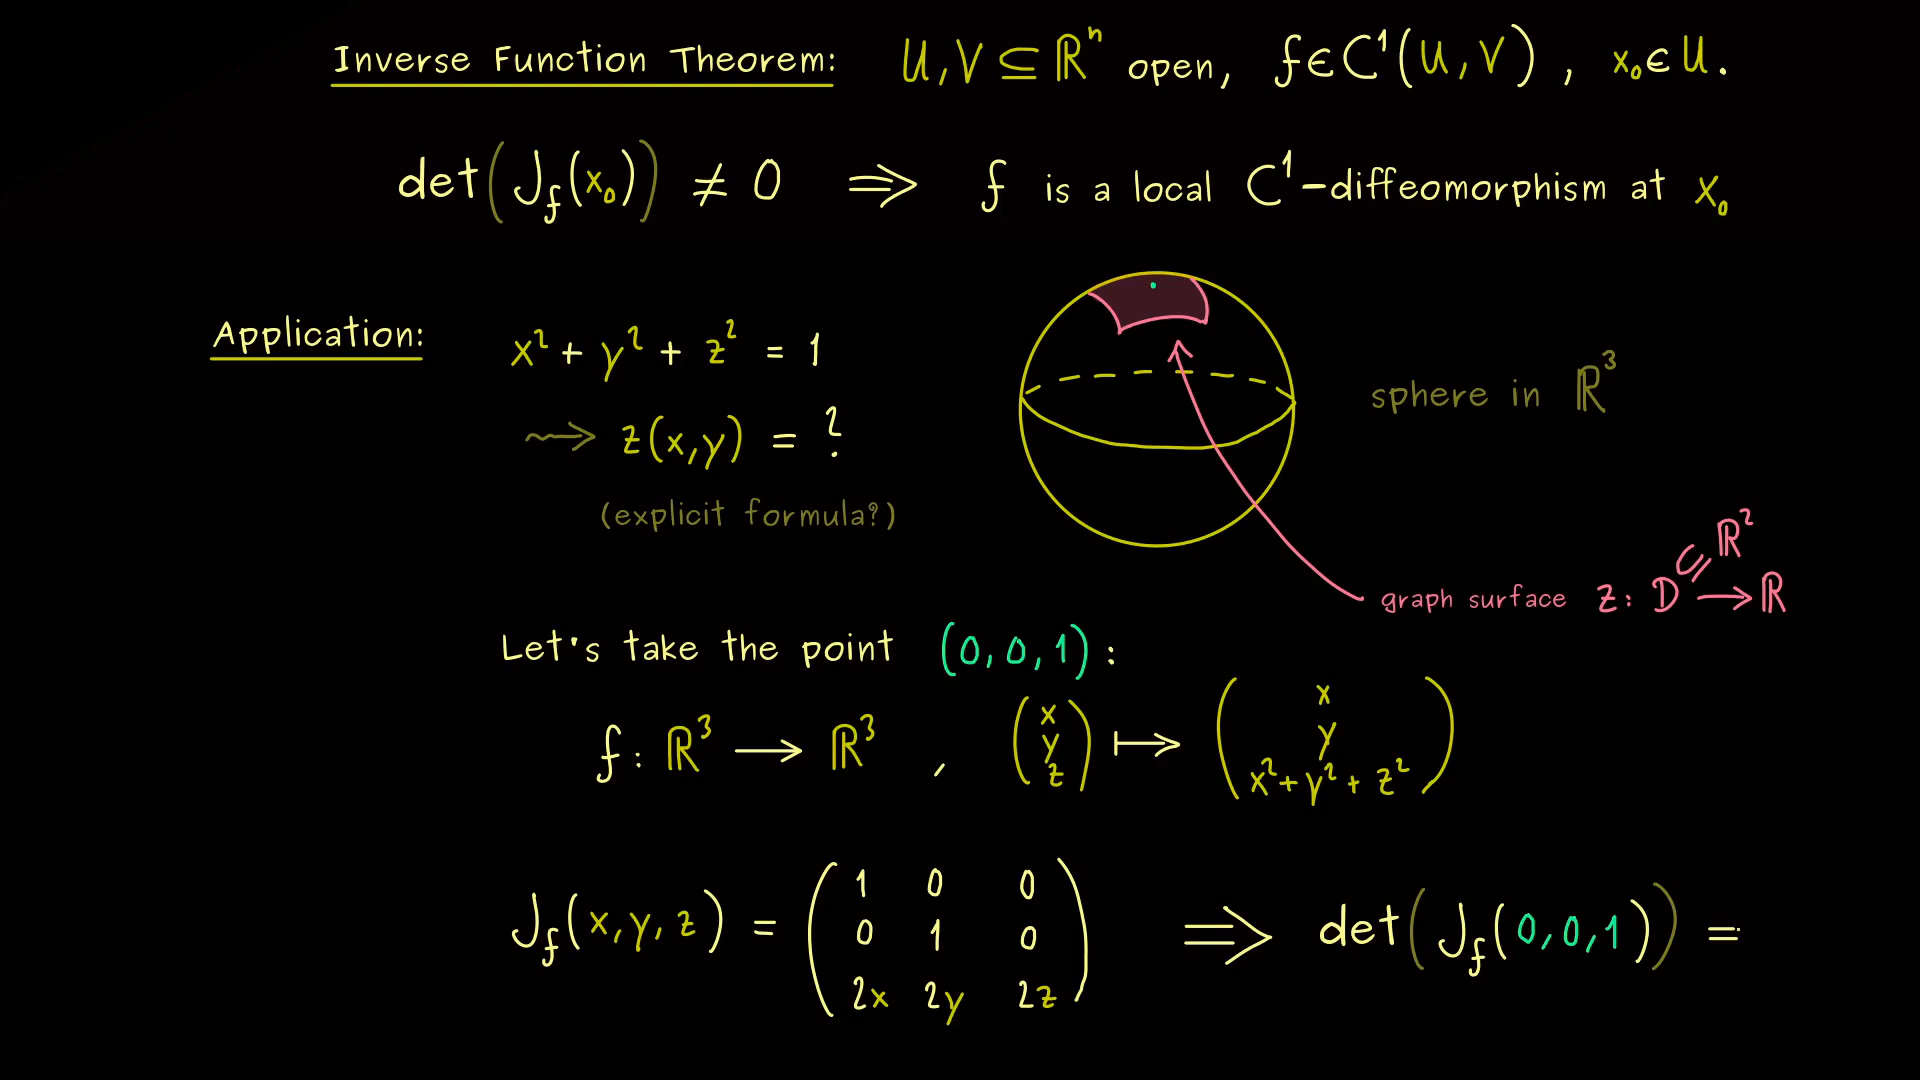 Inverse Function Theorem: U, V ⊆ ℝⁿ open, f ∈ C¹(U, V), x₀ ∈ U.
det(J_f(x₀)) ≠ 0 ⟹ f is a local C¹-diffeomorphism at x₀
Application: x² + y² + z² = 1
⇝ z(x,y) = ?
(explicit formula?)
sphere in ℝ³
graph surface z: D ⊆ ℝ² ⟶ ℝ
Let's take the point (0,0,1):
f: ℝ³ ⟶ ℝ³ , (x y z) ⟼ (x y x²+y²+z²)
J_f(x,y,z) = (1 0 0
0 1 0
2x 2y 2z) ⟹ det(J_f(0,0,1)) =